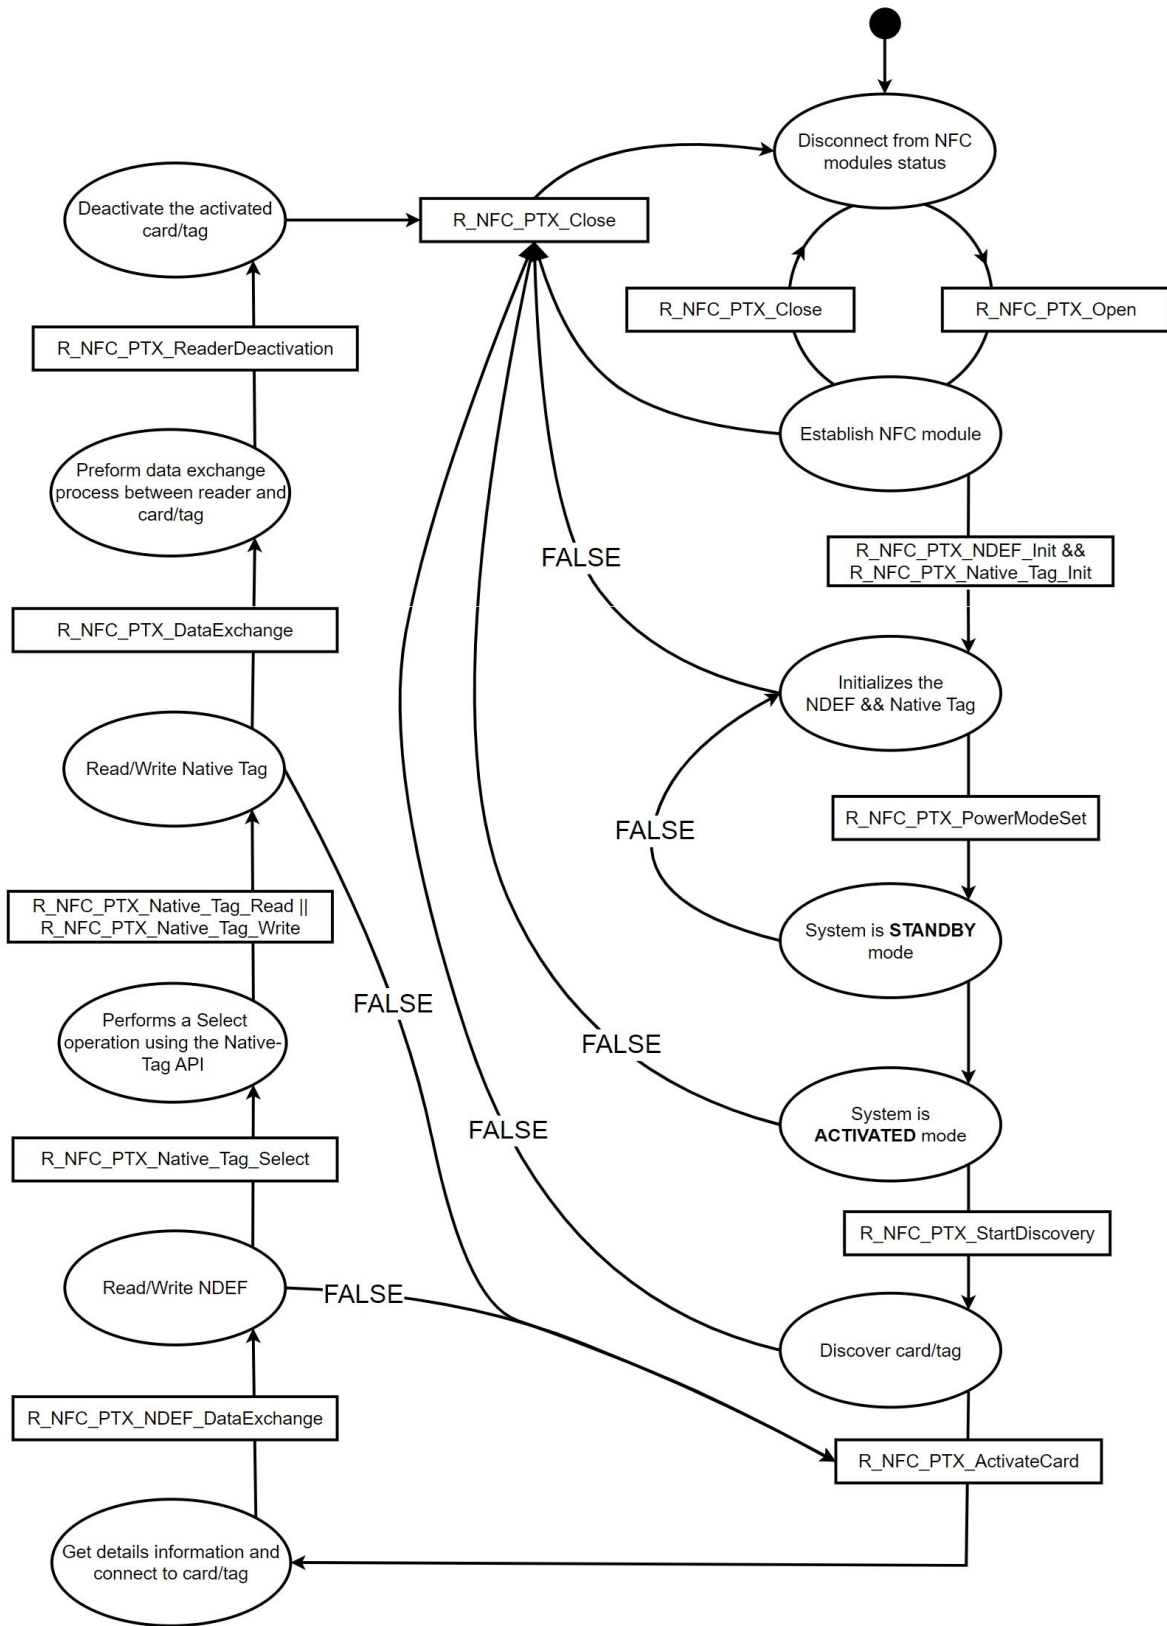 Disconnect from NFC
modules status
Deactivate the activated
card/tag
R_NFC_PTX_Close
R_NFC_PTX_Close
R_NFC_PTX_Open
R_NFC_PTX_ReaderDeactivation
Establish NFC module
Preform data exchange
process between reader and
card/tag
FALSE
R_NFC_PTX_NDEF_Init &&
R_NFC_PTX_Native_Tag_Init
R_NFC_PTX_DataExchange
Initializes the
NDEF && Native Tag
Read/Write Native Tag
R_NFC_PTX_PowerModeSet
FALSE
R_NFC_PTX_Native_Tag_Read ||
R_NFC_PTX_Native_Tag_Write
System is STANDBY
mode
FALSE
Performs a Select
operation using the Native-
Tag API
FALSE
System is
ACTIVATED mode
FALSE
R_NFC_PTX_Native_Tag_Select
R_NFC_PTX_StartDiscovery
Read/Write NDEF
FALSE
Discover card/tag
R_NFC_PTX_NDEF_DataExchange
R_NFC_PTX_ActivateCard
Get details information and
connect to card/tag